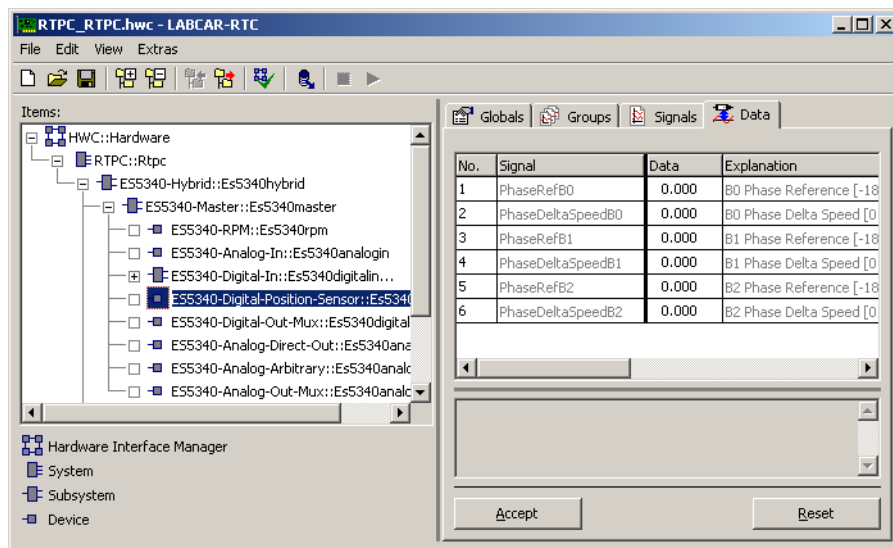 RTPC_RTPC.hwc - LABCAR-RTC
File Edit View Extras
Items:
HWC::Hardware
RTPC::Rtpc
ES5340-Hybrid::Es5340hybrid
ES5340-Master::Es5340master
ES5340-RPM::Es5340rpm
ES5340-Analog-In::Es5340analogin
ES5340-Digital-In::Es5340digitalin...
ES5340-Digital-Position-Sensor::Es5340
ES5340-Digital-Out-Mux::Es5340digital
ES5340-Analog-Direct-Out::Es5340ana
ES5340-Analog-Arbitrary::Es5340analo
ES5340-Analog-Out-Mux::Es5340analo
Hardware Interface Manager
System
Subsystem
Device
Globals Groups Signals Data
No. Signal Data Explanation
1 PhaseRefB0 0.000 B0 Phase Reference [-18
2 PhaseDeltaSpeedB0 0.000 B0 Phase Delta Speed [0
3 PhaseRefB1 0.000 B1 Phase Reference [-18
4 PhaseDeltaSpeedB1 0.000 B1 Phase Delta Speed [0
5 PhaseRefB2 0.000 B2 Phase Reference [-18
6 PhaseDeltaSpeedB2 0.000 B2 Phase Delta Speed [0
Accept Reset